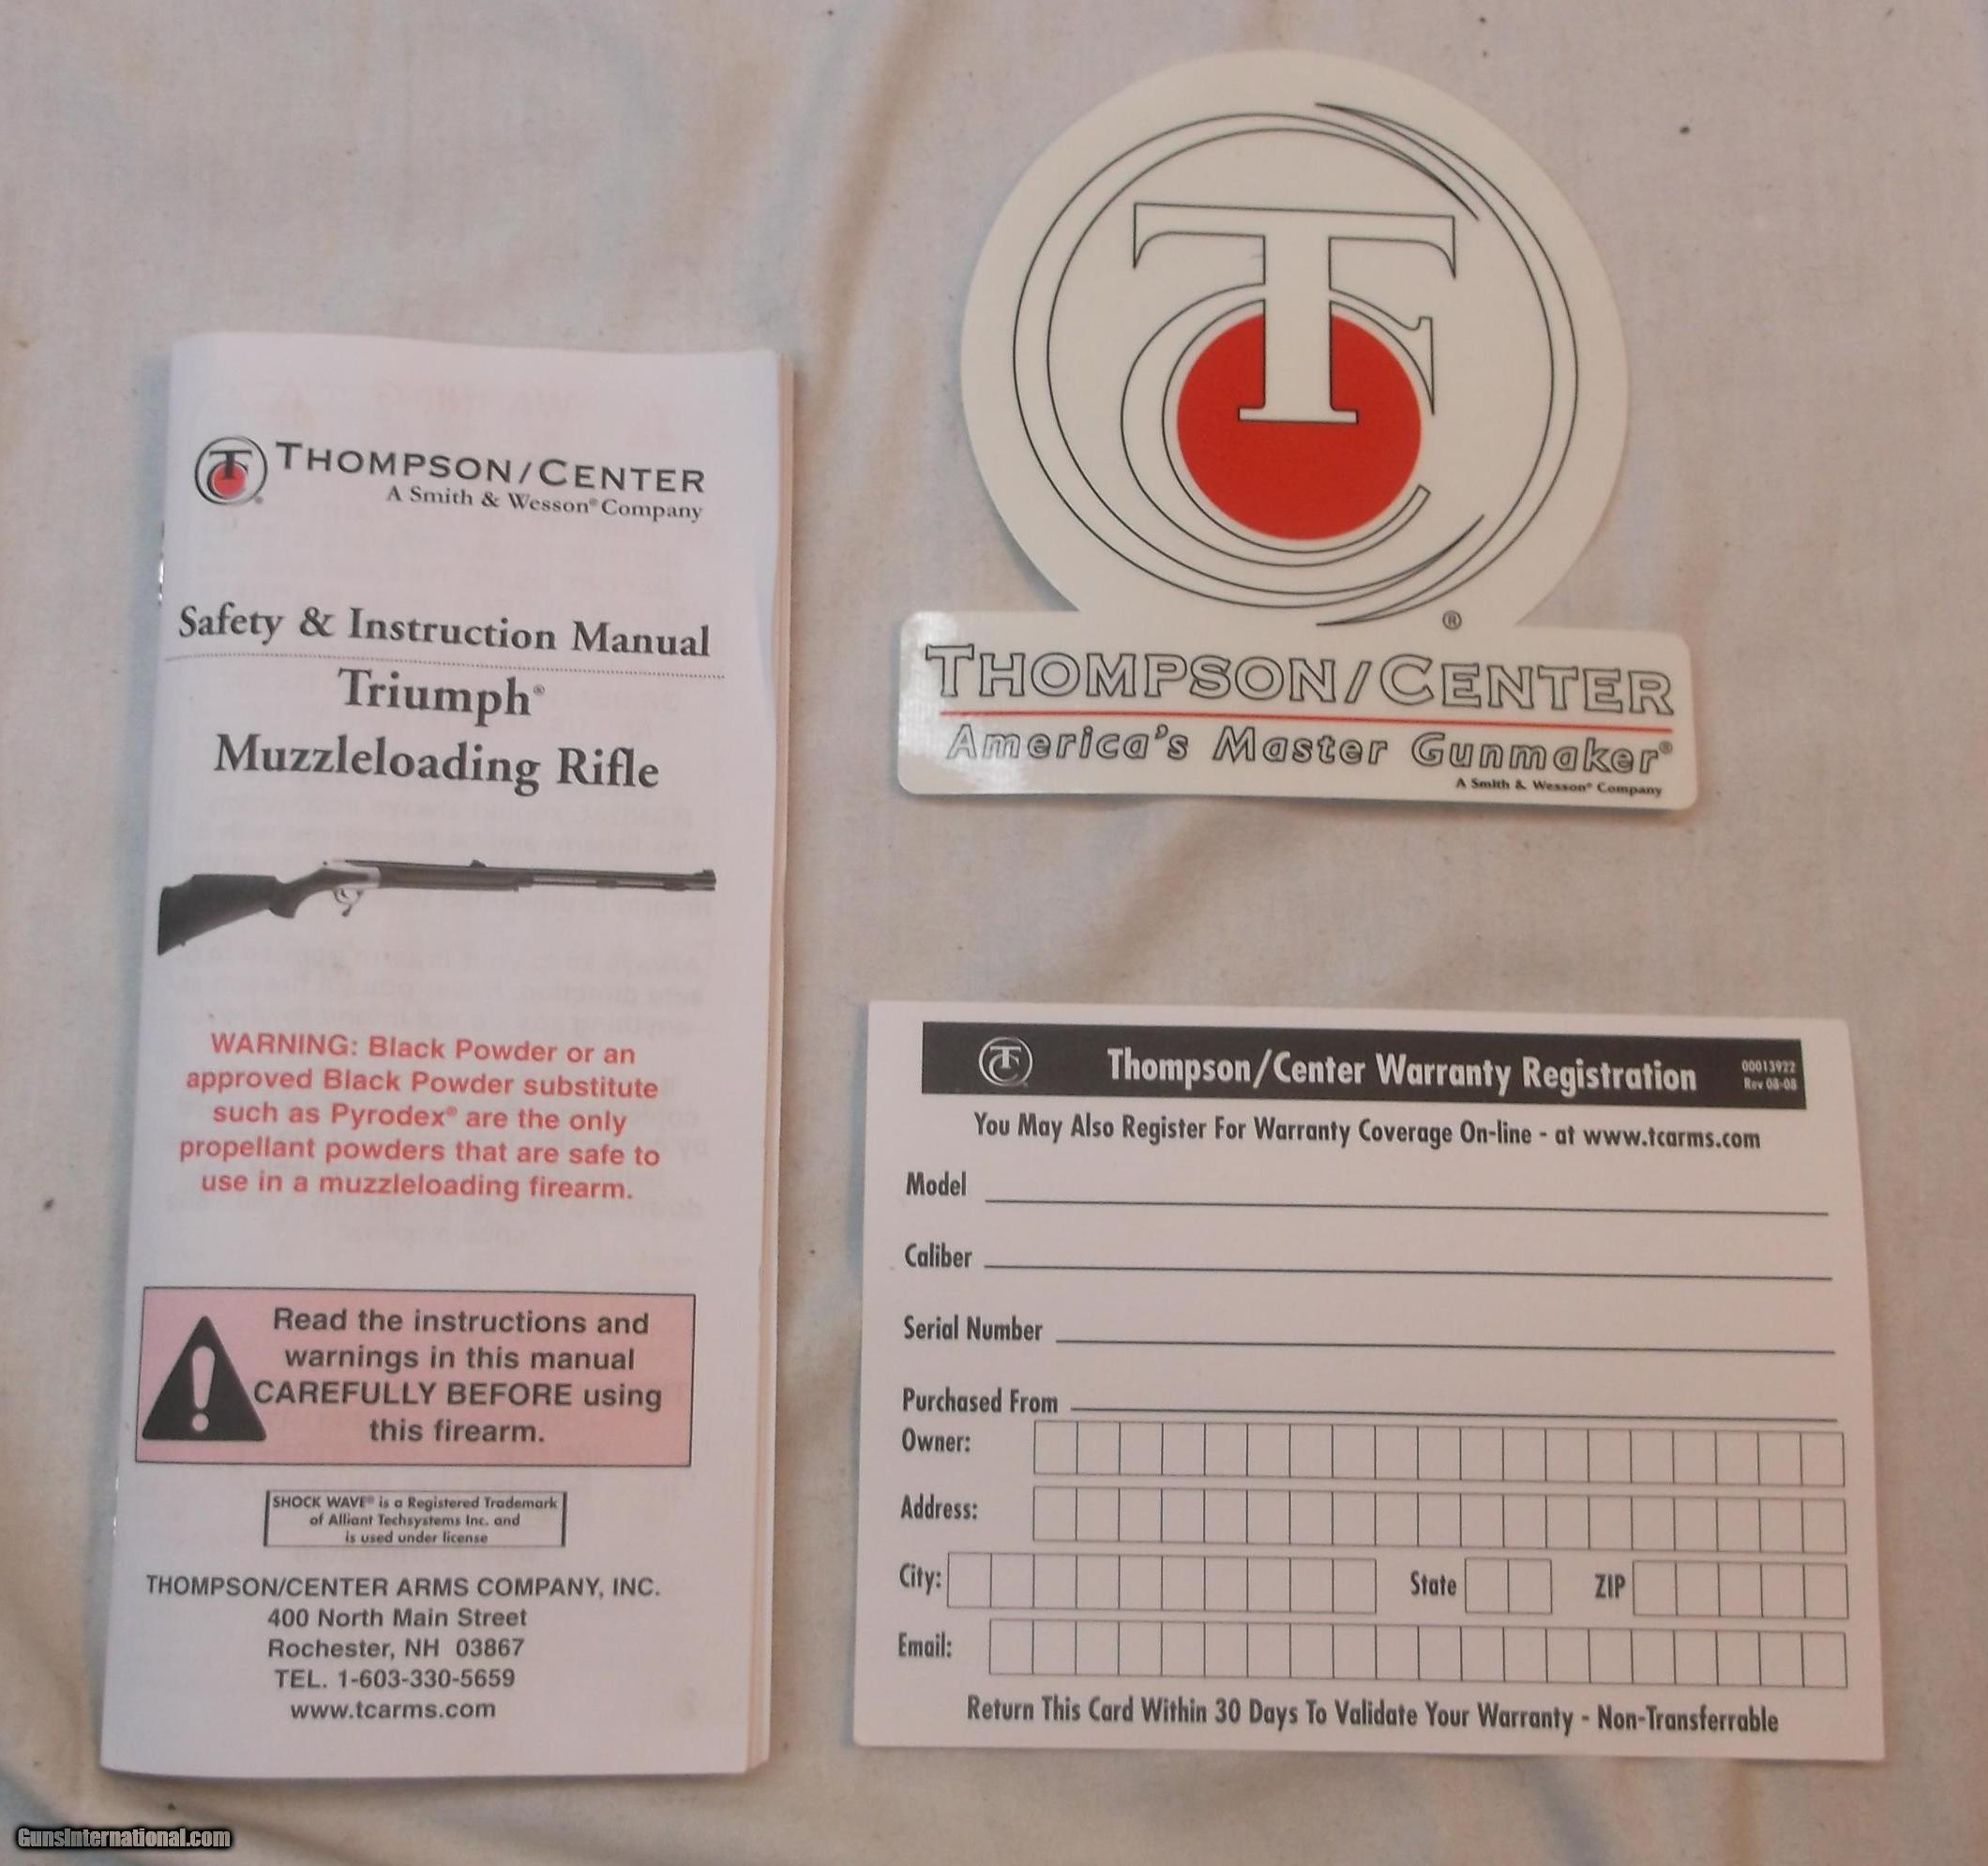 THOMPSON/CENTER
A Smith & Wesson® Company
Safety & Instruction Manual
Triumph®
Muzzleloading Rifle
WARNING: Black Powder or an
approved Black Powder substitute
such as Pyrodex® are the only
propellant powders that are safe to
use in a muzzleloading firearm.
Read the instructions and
warnings in this manual
CAREFULLY BEFORE using
this firearm.
SHOCK WAVE® is a Registered Trademark
of Alliant Techsystems Inc. and
is used under license
THOMPSON/CENTER ARMS COMPANY, INC.
400 North Main Street
Rochester, NH 03867
TEL. 1-603-330-5659
www.tcarms.com
TC
®
THOMPSON/CENTER
America's Master Gunmaker®
A Smith & Wesson® Company
Thompson/Center Warranty Registration
00013922
Rev 08-08
You May Also Register For Warranty Coverage On-line - at www.tcarms.com
Model
Caliber
Serial Number
Purchased From
Owner:
Address:
City: State ZIP
Email:
Return This Card Within 30 Days To Validate Your Warranty - Non-Transferrable
GunsInternational.com